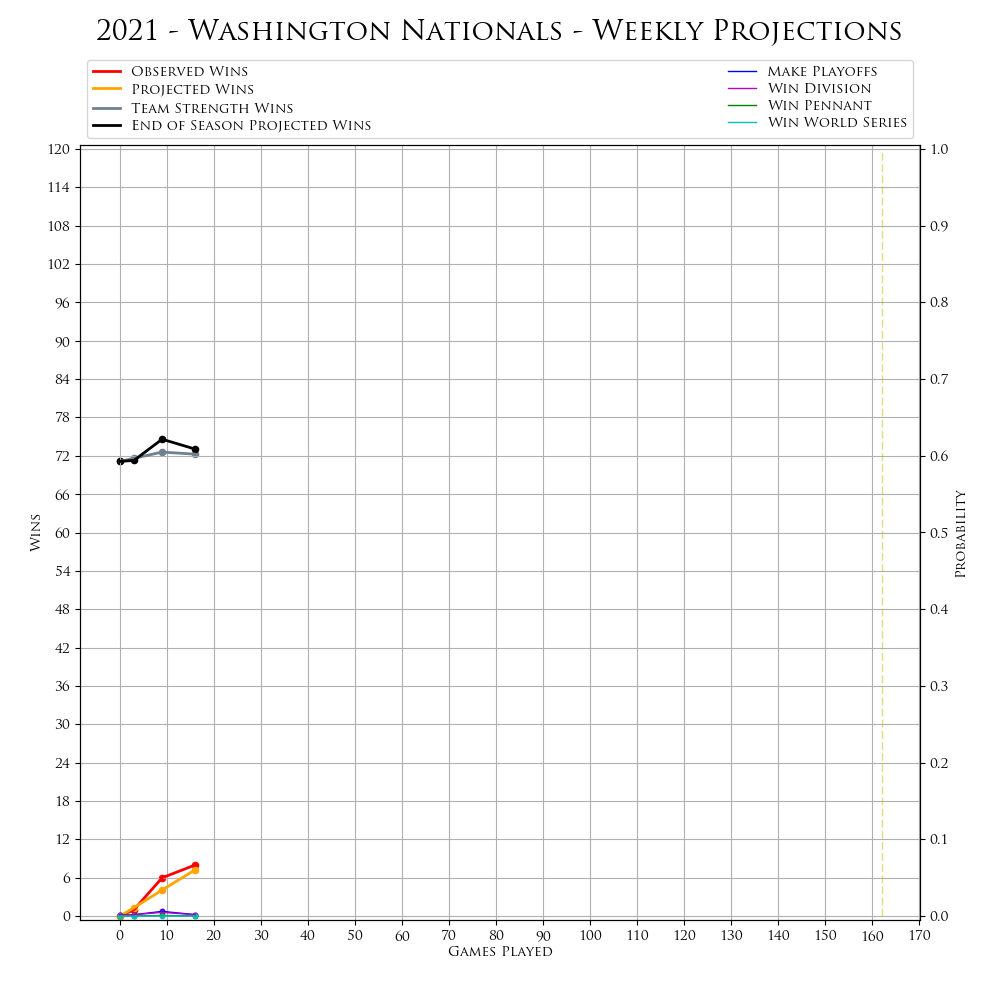 2021 - Washington Nationals - Weekly Projections
Observed Wins
Projected Wins
Team Strength Wins
End of Season Projected Wins
Make Playoffs
Win Division
Win Pennant
Win World Series
120
114
108
102
96
90
84
78
72
66
60
54
48
42
36
30
24
18
12
6
0
Wins
1.0
0.9
0.8
0.7
0.6
0.5
0.4
0.3
0.2
0.1
0.0
Probability
0 10 20 30 40 50 60 70 80 90 100 110 120 130 140 150 160 170
Games Played